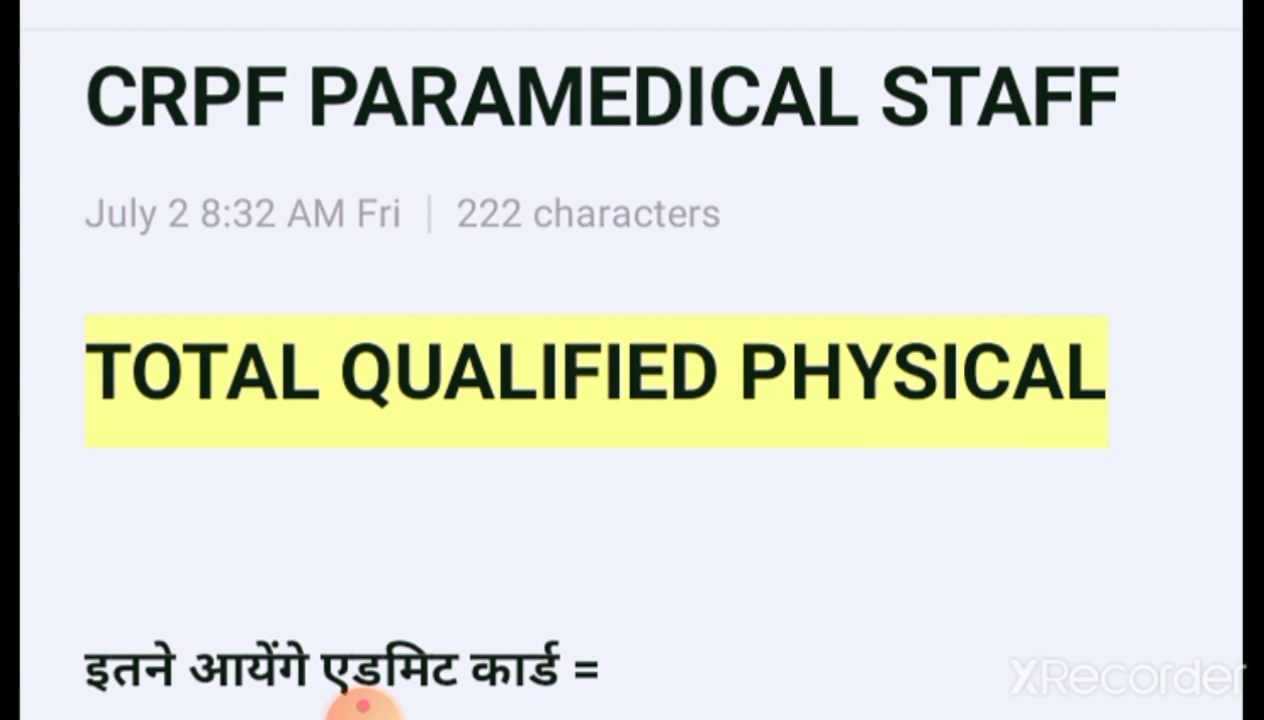 CRPF PARAMEDICAL STAFF
July 2 8:32 AM Fri | 222 characters
TOTAL QUALIFIED PHYSICAL
इतने आयेंगे एडमिट कार्ड =
XRecorder